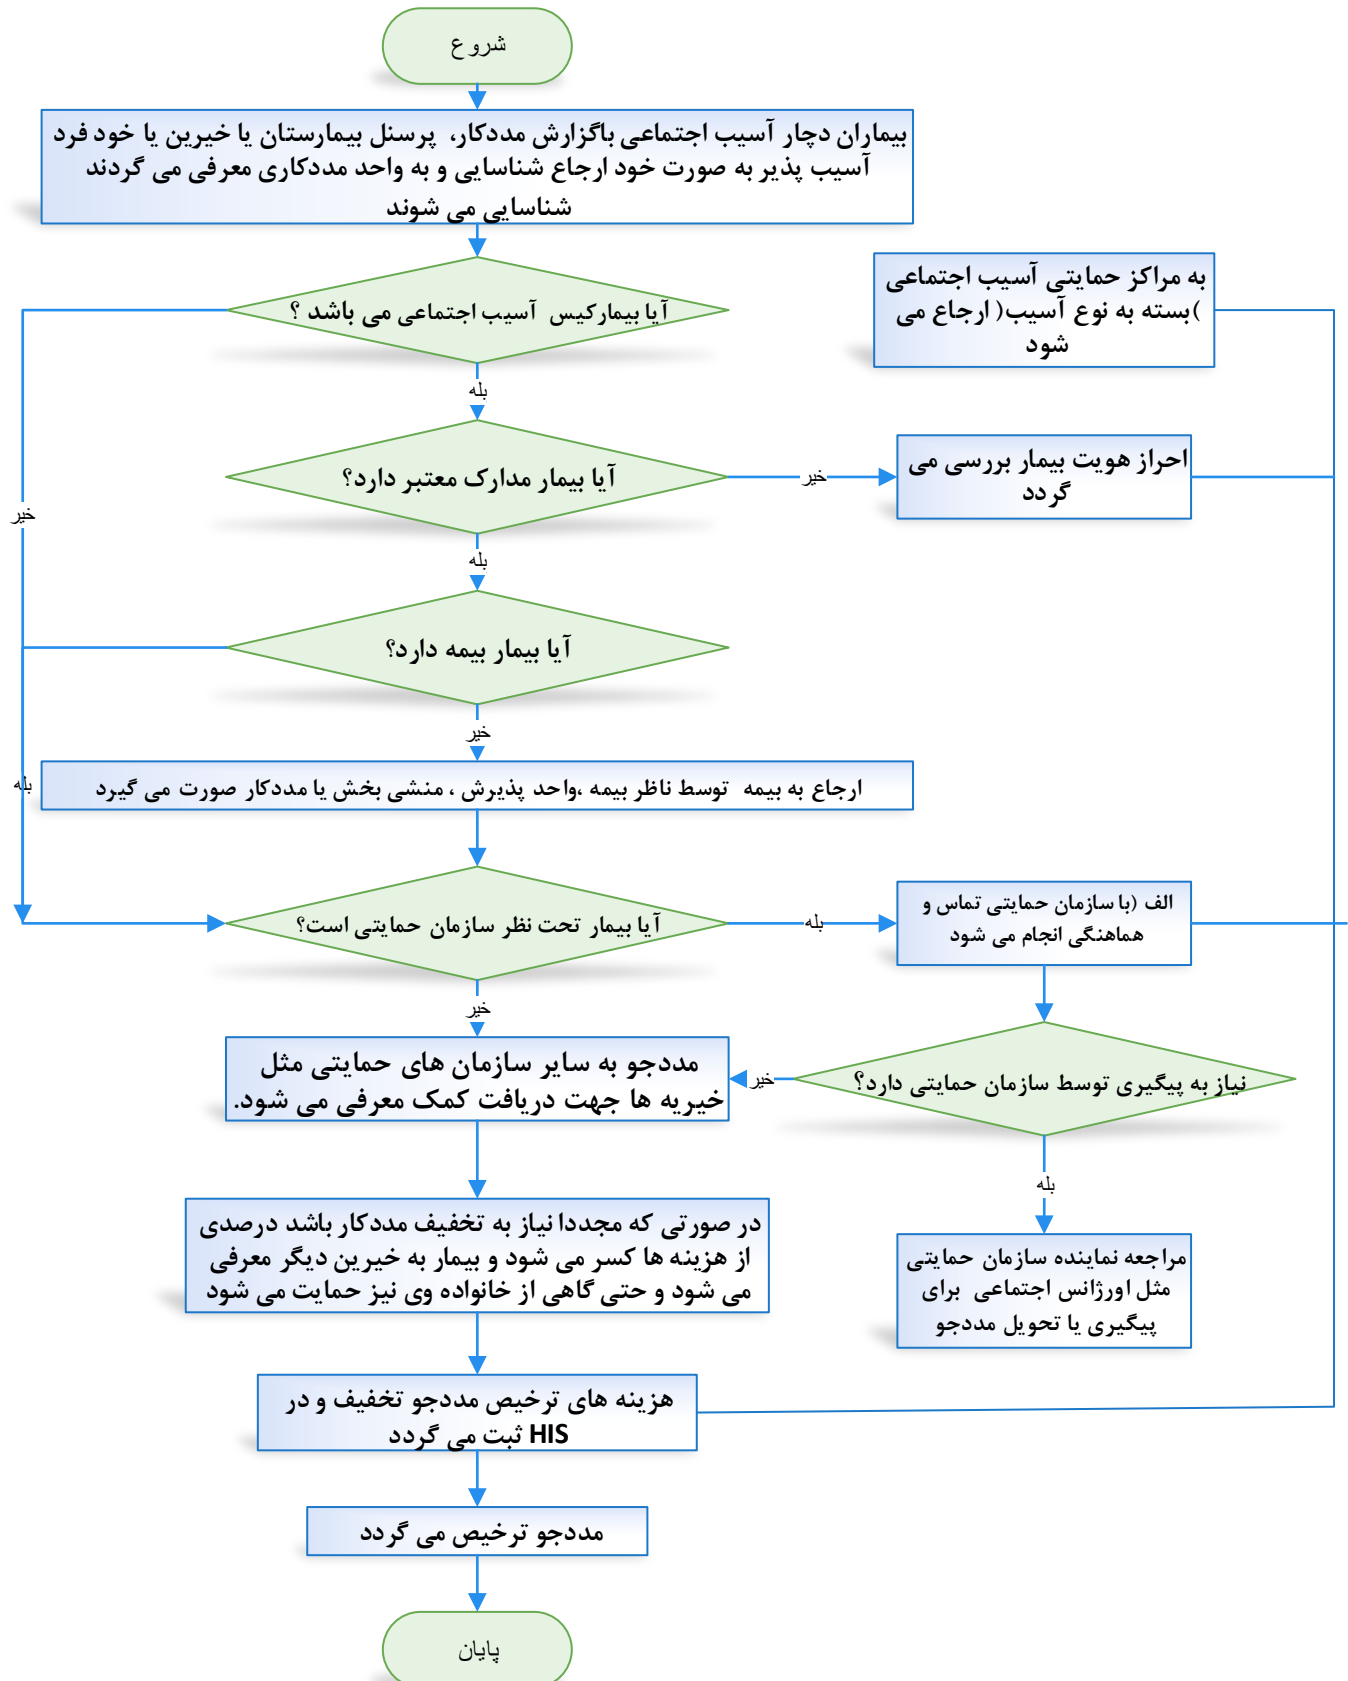 شروع
بیماران دچار آسیب اجتماعی باگزارش مددکار، پرسنل بیمارستان یا خیرین یا خود فرد
آسیب پذیر به صورت خود ارجاع شناسایی و به واحد مددکاری معرفی می گردند
شناسایی می شوند
به مراکز حمایتی آسیب اجتماعی
)بسته به نوع آسیب( ارجاع می
شود
آیا بیمارکیس آسیب اجتماعی می باشد ؟
بله
خیر
آیا بیمار مدارک معتبر دارد؟
خیر
احراز هویت بیمار بررسی می
گردد
بله
آیا بیمار بیمه دارد؟
خیر
بله
ارجاع به بیمه توسط ناظر بیمه ،واحد پذیرش ، منشی بخش یا مددکار صورت می گیرد
آیا بیمار تحت نظر سازمان حمایتی است؟
بله
الف (با سازمان حمایتی تماس و
هماهنگی انجام می شود
خیر
مددجو به سایر سازمان های حمایتی مثل
خیریه ها جهت دریافت کمک معرفی می شود.
خیر
نیاز به پیگیری توسط سازمان حمایتی دارد؟
بله
در صورتی که مجددا نیاز به تخفیف مددکار باشد درصدی
از هزینه ها کسر می شود و بیمار به خیرین دیگر معرفی
می شود و حتی گاهی از خانواده وی نیز حمایت می شود
مراجعه نماینده سازمان حمایتی
مثل اورژانس اجتماعی برای
پیگیری یا تحویل مددجو
هزینه های ترخیص مددجو تخفیف و در
HIS ثبت می گردد
مددجو ترخیص می گردد
پایان